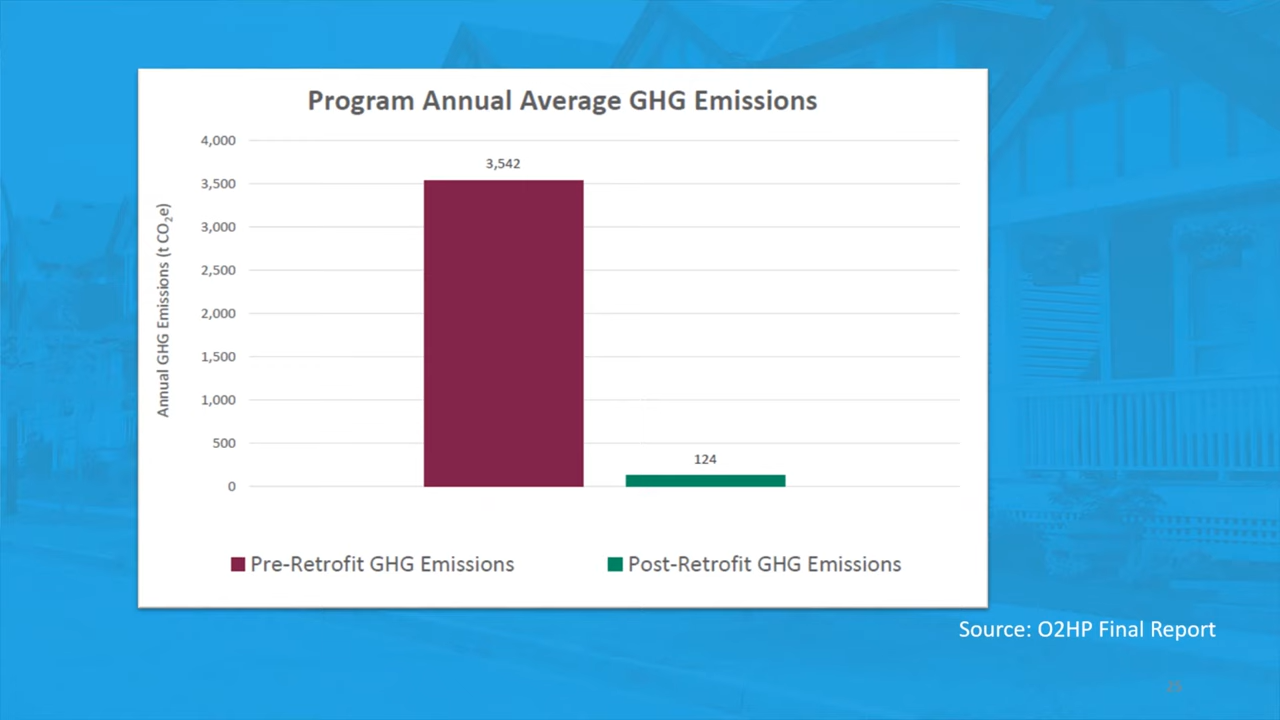 Program Annual Average GHG Emissions
4,000
3,500
3,000
2,500
2,000
1,500
1,000
500
0
Annual GHG Emissions (t CO₂e)
3,542
124
Pre-Retrofit GHG Emissions
Post-Retrofit GHG Emissions
Source: O2HP Final Report